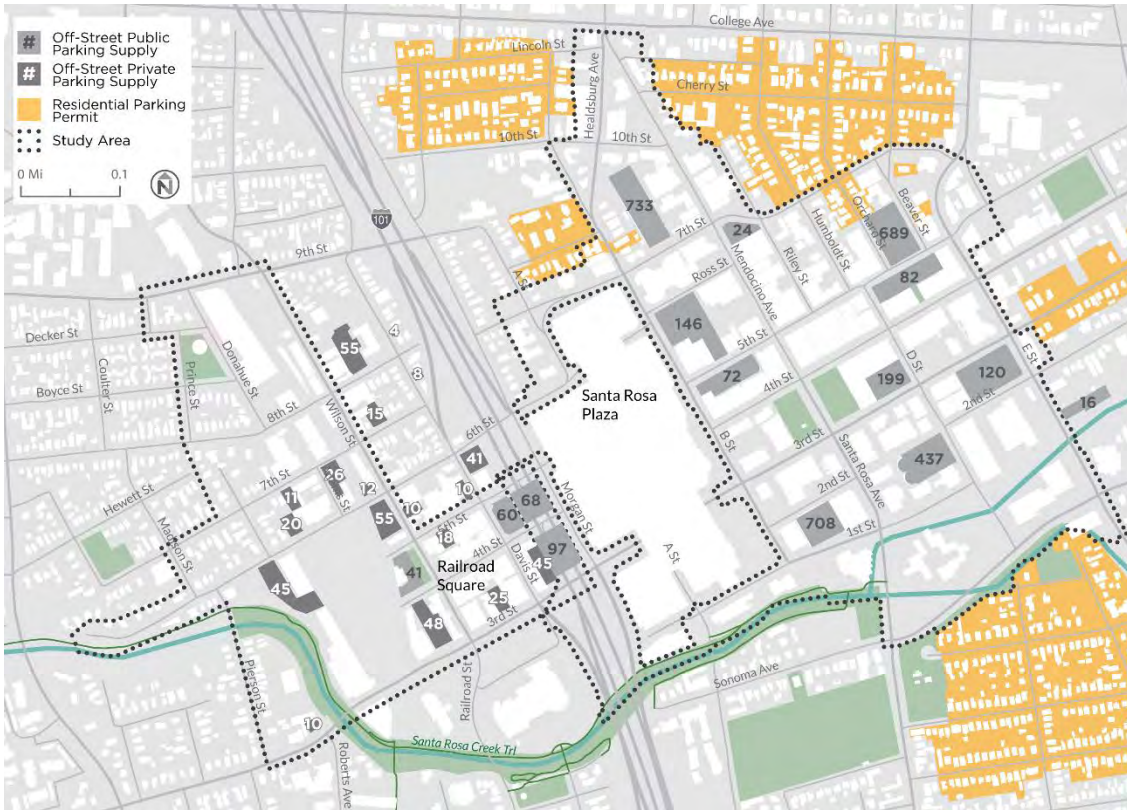 # Off-Street Public
Parking Supply
# Off-Street Private
Parking Supply
Residential Parking
Permit
Study Area
0 Mi 0.1
N
College Ave
Lincoln St
Healdsburg Ave
Cherry St
10th St
10th St
101
733
7th St
24
Mendocino Ave
Riley St
Humboldt St
Orchard St
689
Beaver St
9th St
A St
Ross St
82
146
5th St
Decker St
Donahue St
55
4
8
72
4th St
D St
199
120
E St
2nd St
16
Boyce St
Coulter St
Prince St
8th St
Wilson St
15
Santa Rosa
Plaza
B St
3rd St
Santa Rosa Ave
437
6th St
41
Hewett St
7th St
26
St
12
10
10
68
Morgan St
2nd St
708
1st St
11
20
55
5th St
60
18
4th St
Davis St
97
45
A St
Madison St
41
Railroad
Square
45
25
48
3rd St
Pierson St
10
Railroad St
Sonoma Ave
Roberts Ave
Santa Rosa Creek Trl